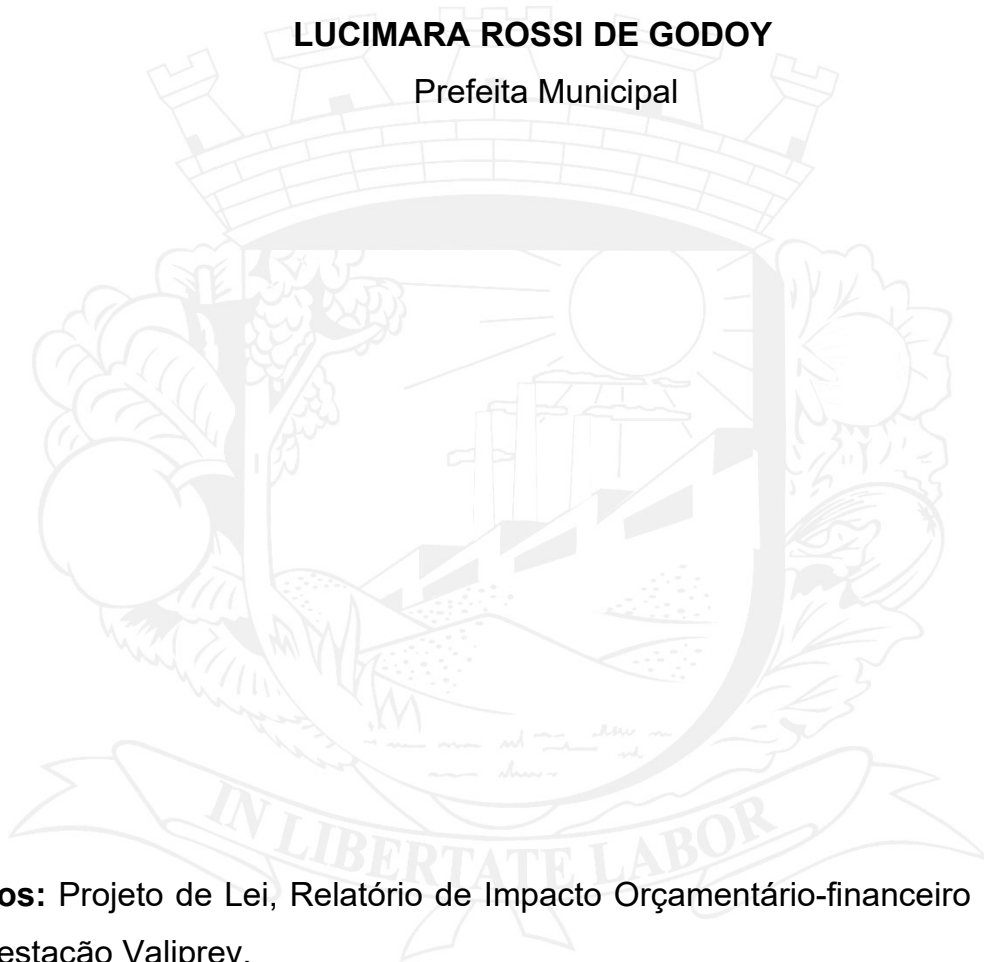 LUCIMARA ROSSI DE GODOY
Prefeita Municipal
IN LIBERTATE LABOR
os: Projeto de Lei, Relatório de Impacto Orçamentário-financeiro
estação Valiprev.